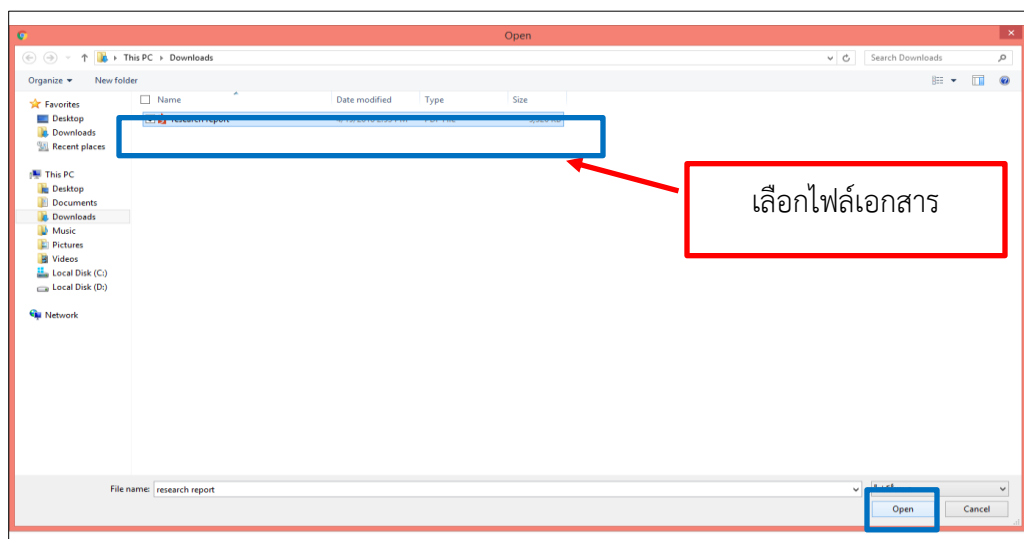 Open
This PC Downloads
Search Downloads
Organize
New folder
Name Date modified Type Size
research report
Favorites
Desktop
Downloads
Recent places
This PC
Desktop
Documents
Downloads
Music
Pictures
Videos
Local Disk (C:)
Local Disk (D:)
Network
เลือกไฟล์เอกสาร
File name: research report
Open Cancel